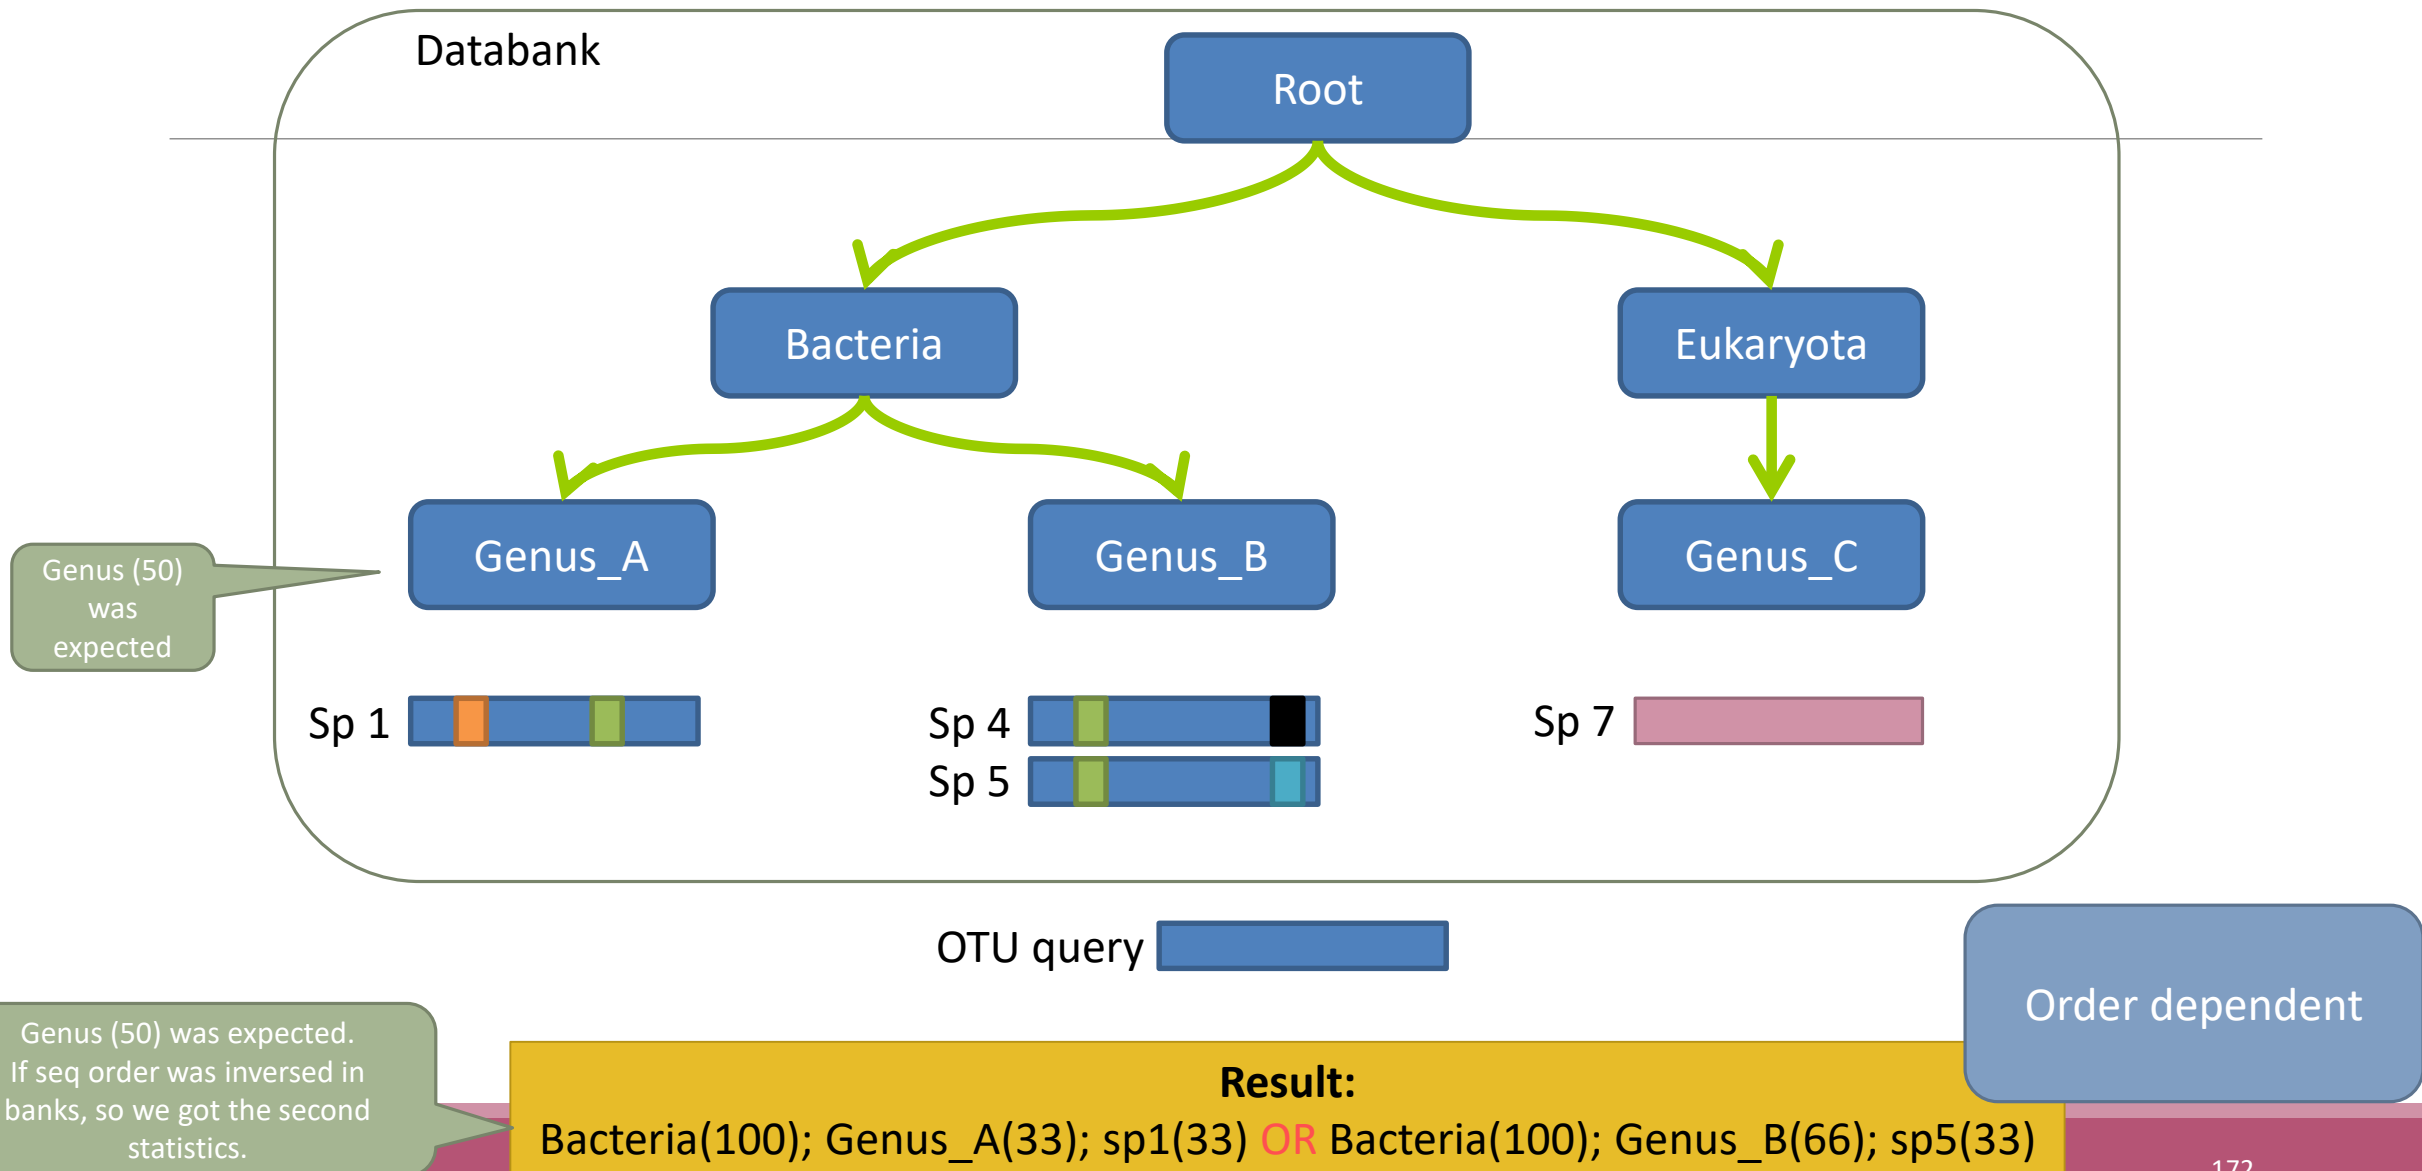 Databank
Root
Bacteria
Eukaryota
Genus_A
Genus_B
Genus_C
Genus (50)
was
expected
Sp 1
Sp 4
Sp 7
Sp 5
OTU query
Order dependent
Genus (50) was expected.
If seq order was inversed in
banks, so we got the second
statistics.
Result:
Bacteria(100); Genus_A(33); sp1(33) OR Bacteria(100); Genus_B(66); sp5(33)
172